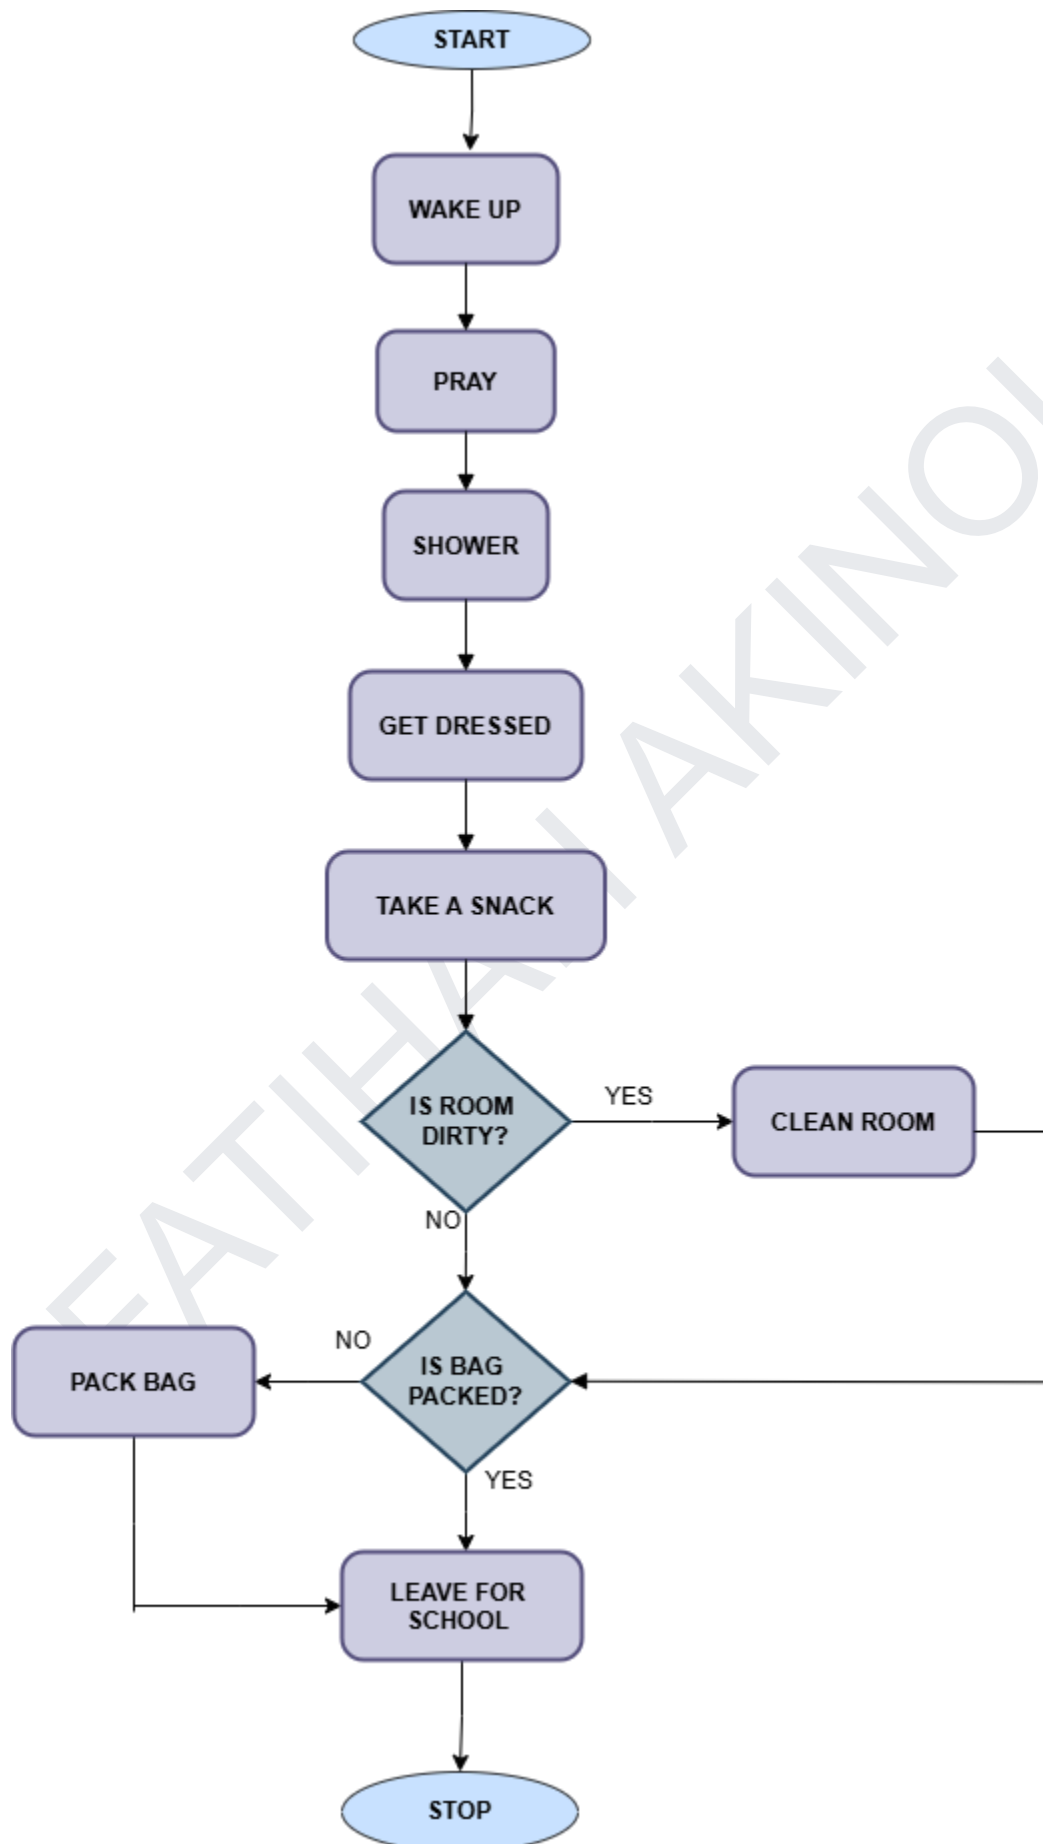 START
WAKE UP
PRAY
SHOWER
GET DRESSED
TAKE A SNACK
IS ROOM
DIRTY?
YES
CLEAN ROOM
NO
IS BAG
PACKED?
NO
PACK BAG
YES
LEAVE FOR
SCHOOL
STOP